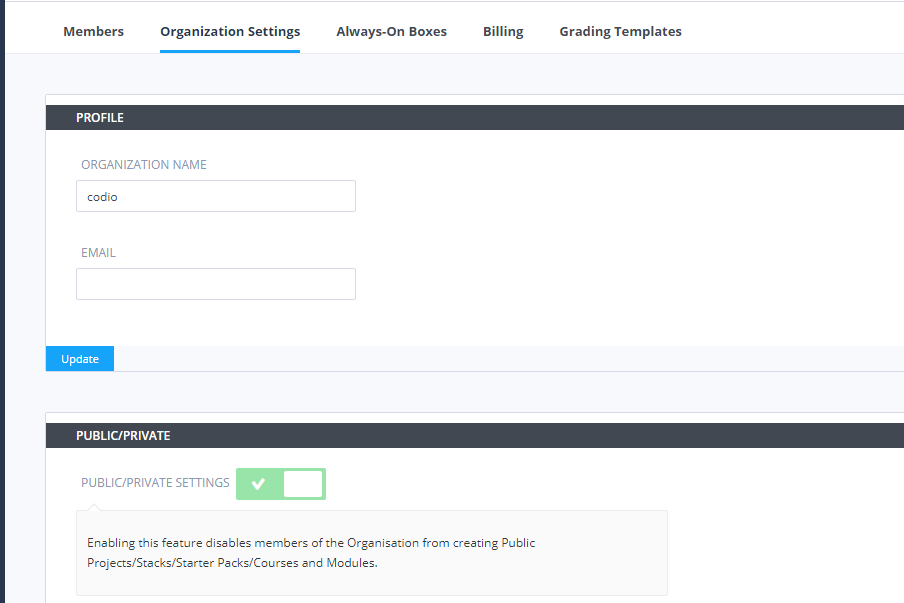 Members Organization Settings Always-On Boxes Billing Grading Templates
PROFILE
ORGANIZATION NAME
codio
EMAIL
Update
PUBLIC/PRIVATE
PUBLIC/PRIVATE SETTINGS
Enabling this feature disables members of the Organisation from creating Public
Projects/Stacks/Starter Packs/Courses and Modules.